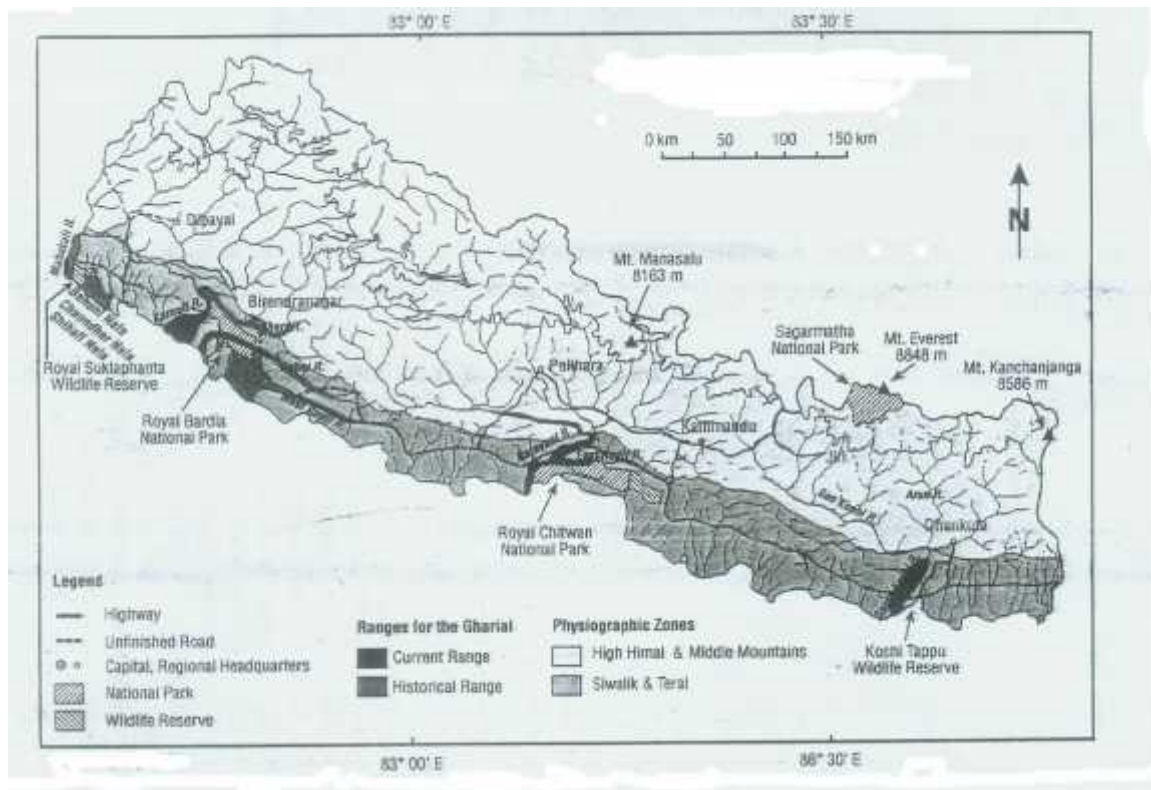 83° 00' E
83° 30' E
0 km 50 100 150 km
N
Dipayal
Mt. Manasalu
8163 m
Mahakali R.
Birendranagar
Sagarmatha
National Park
Mt. Everest
8848 m
Mt. Kanchanjanga
8586 m
Pokhara
Royal Suklaphanta
Wildlife Reserve
Royal Bardia
National Park
Kathmandu
Arun R.
Dhankuta
Royal Chitwan
National Park
Koshi Tappu
Wildlife Reserve
Legend
Highway
Unfinished Road
Capital, Regional Headquarters
National Park
Wildlife Reserve
Ranges for the Gharial
Current Range
Historical Range
Physiographic Zones
High Himal & Middle Mountains
Siwalik & Terai
83° 00' E
86° 30' E